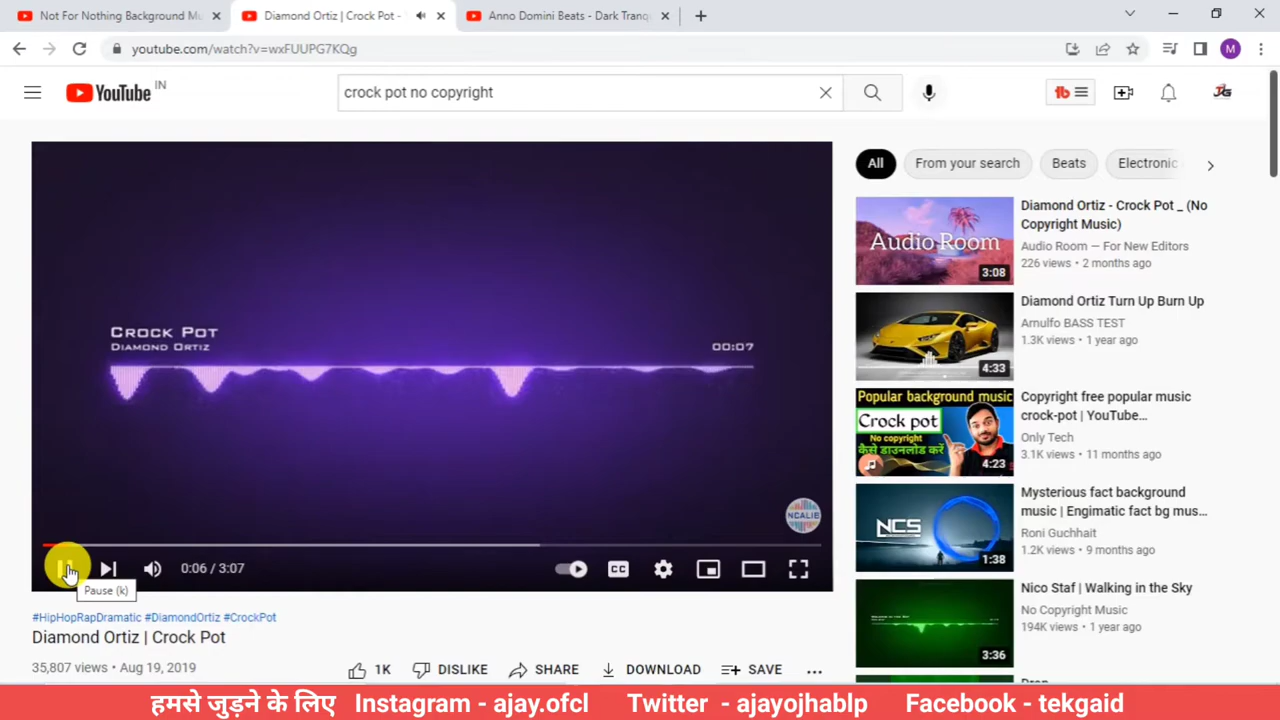 Not For Nothing Background Mu
Diamond Ortiz | Crock Pot -
Anno Domini Beats - Dark Tranq
youtube.com/watch?v=wxFUUPG7KQg
M
YouTube IN
crock pot no copyright
All
From your search
Beats
Electronic
CROCK POT
DIAMOND ORTIZ
00:07
NCALIE
0:06 / 3:07
Pause (k)
#HipHopRapDramatic #DiamondOrtiz #CrockPot
Diamond Ortiz | Crock Pot
35,807 views • Aug 19, 2019
1K
DISLIKE
SHARE
DOWNLOAD
SAVE
Audio Room
3:08
Diamond Ortiz - Crock Pot _ (No
Copyright Music)
Audio Room — For New Editors
226 views • 2 months ago
4:33
Diamond Ortiz Turn Up Burn Up
Arnulfo BASS TEST
1.3K views • 1 year ago
Popular background music
Crock pot
No copyright
कैसे डाउनलोड करें
4:23
Copyright free popular music
crock-pot | YouTube...
Only Tech
3.1K views • 11 months ago
NCS
1:38
Mysterious fact background
music | Engimatic fact bg mus...
Roni Guchhait
1.2K views • 9 months ago
3:36
Nico Staf | Walking in the Sky
No Copyright Music
194K views • 1 year ago
हमसे जुड़ने के लिए Instagram - ajay.ofcl Twitter - ajayojhablp Facebook - tekgaid